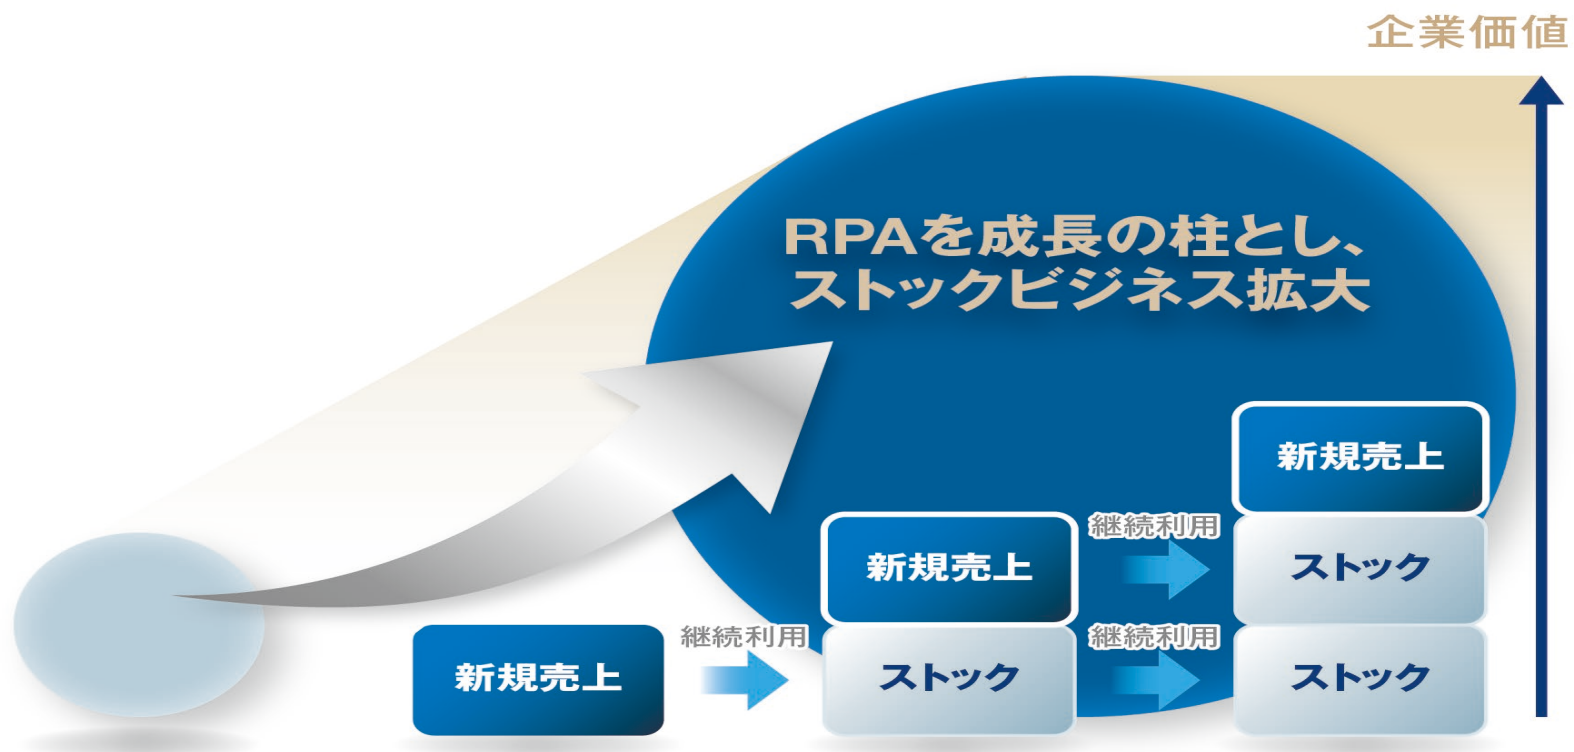 企業価値
RPAを成長の柱とし、
ストックビジネス拡大
新規売上
継続利用
新規売上
ストック
継続利用
継続利用
新規売上
ストック
ストック